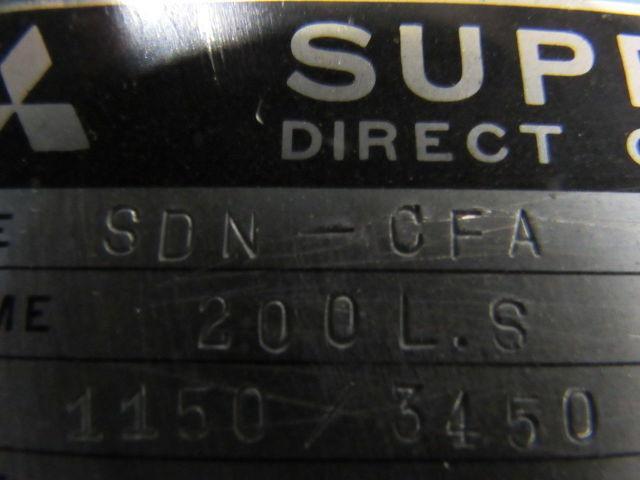 SUP
DIRECT
E SDN-CFA
ME 200L.S
1150/3450